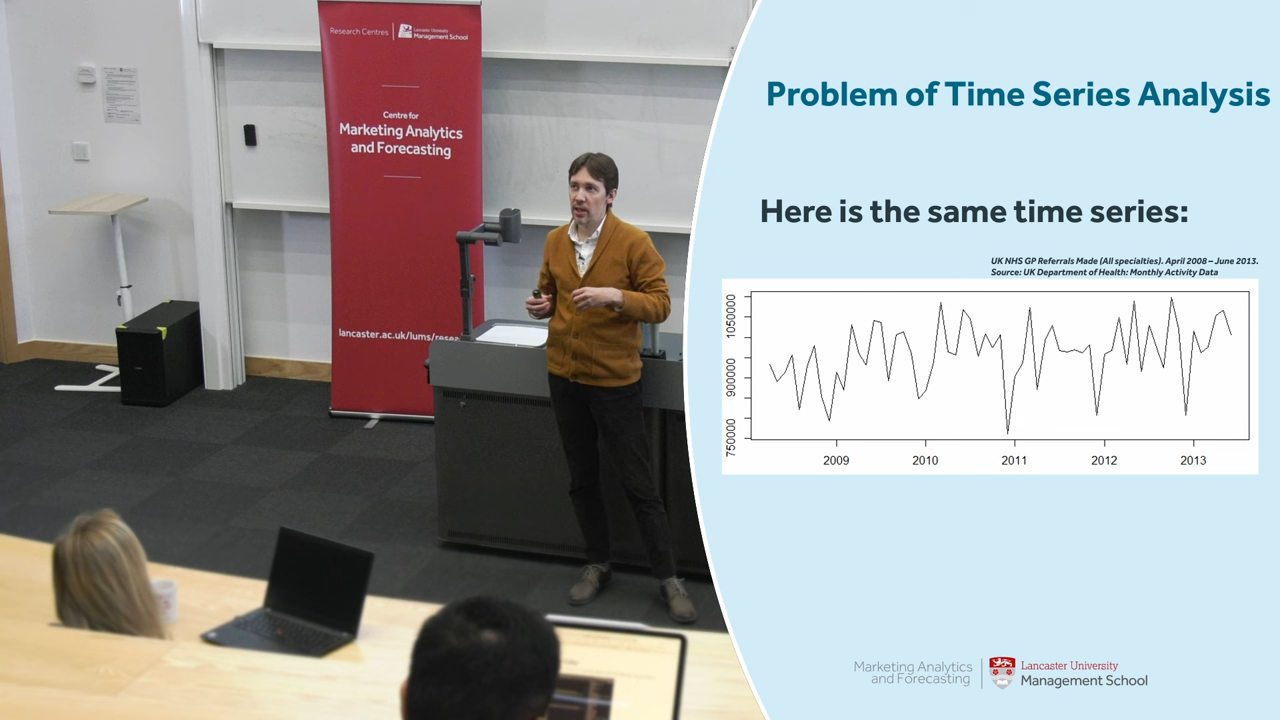 Research Centres
Lancaster University
Management School
Centre for
Marketing Analytics
and Forecasting
lancaster.ac.uk/lums/resea
Problem of Time Series Analysis
Here is the same time series:
UK NHS GP Referrals Made (All specialties). April 2008 – June 2013.
Source: UK Department of Health: Monthly Activity Data
1050000
900000
750000
2009
2010
2011
2012
2013
Marketing Analytics
and Forecasting
Lancaster University
Management School